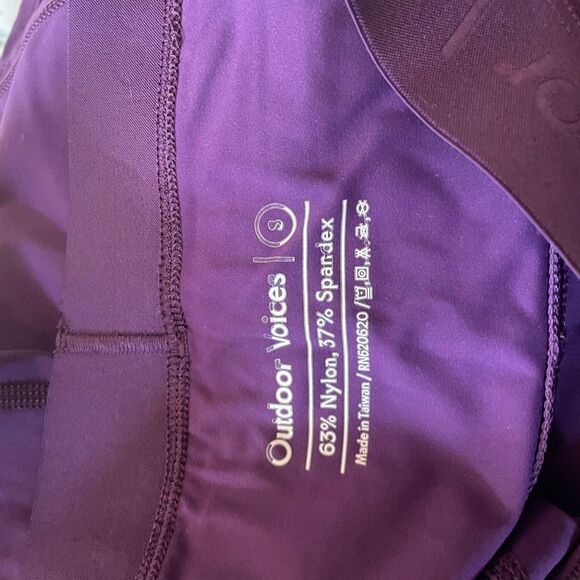 Outdoor Voices | S
63% Nylon, 37% Spandex
Made in Taiwan / RN620620 /